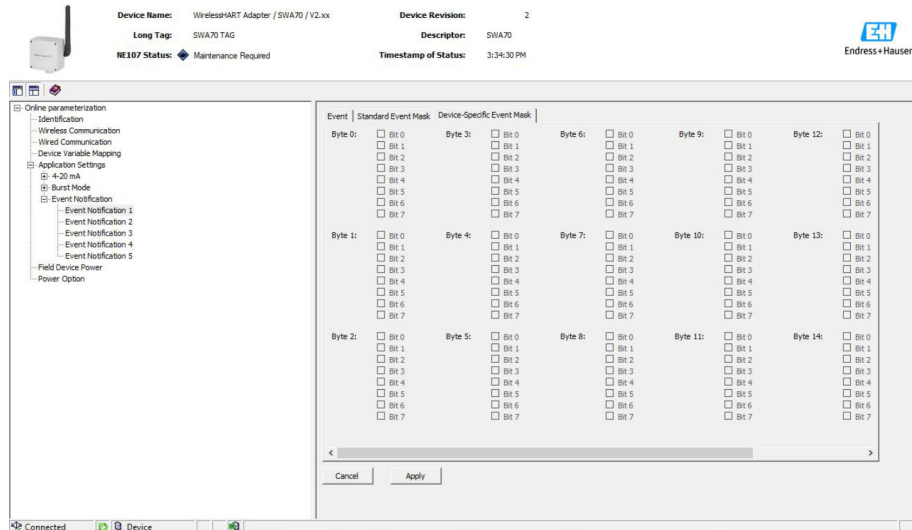 Device Name: WirelessHART Adapter / SWA70 / V2.xx Device Revision: 2
Long Tag: SWA70 TAG Descriptor: SWA70
NE107 Status: Maintenance Required Timestamp of Status: 3:34:30 PM
EH
Endress+Hauser
Online parameterization
Identification
Wireless Communication
Wired Communication
Device Variable Mapping
Application Settings
4-20 mA
Burst Mode
Event Notification
Event Notification 1
Event Notification 2
Event Notification 3
Event Notification 4
Event Notification 5
Field Device Power
Power Option
Event Standard Event Mask Device-Specific Event Mask
Byte 0: Bit 0 Byte 3: Bit 0 Byte 6: Bit 0 Byte 9: Bit 0 Byte 12: Bit 0
Bit 1 Bit 1 Bit 1 Bit 1 Bit 1
Bit 2 Bit 2 Bit 2 Bit 2 Bit 2
Bit 3 Bit 3 Bit 3 Bit 3 Bit 3
Bit 4 Bit 4 Bit 4 Bit 4 Bit 4
Bit 5 Bit 5 Bit 5 Bit 5 Bit 5
Bit 6 Bit 6 Bit 6 Bit 6 Bit 6
Bit 7 Bit 7 Bit 7 Bit 7 Bit 7
Byte 1: Bit 0 Byte 4: Bit 0 Byte 7: Bit 0 Byte 10: Bit 0 Byte 13: Bit 0
Bit 1 Bit 1 Bit 1 Bit 1 Bit 1
Bit 2 Bit 2 Bit 2 Bit 2 Bit 2
Bit 3 Bit 3 Bit 3 Bit 3 Bit 3
Bit 4 Bit 4 Bit 4 Bit 4 Bit 4
Bit 5 Bit 5 Bit 5 Bit 5 Bit 5
Bit 6 Bit 6 Bit 6 Bit 6 Bit 6
Bit 7 Bit 7 Bit 7 Bit 7 Bit 7
Byte 2: Bit 0 Byte 5: Bit 0 Byte 8: Bit 0 Byte 11: Bit 0 Byte 14: Bit 0
Bit 1 Bit 1 Bit 1 Bit 1 Bit 1
Bit 2 Bit 2 Bit 2 Bit 2 Bit 2
Bit 3 Bit 3 Bit 3 Bit 3 Bit 3
Bit 4 Bit 4 Bit 4 Bit 4 Bit 4
Bit 5 Bit 5 Bit 5 Bit 5 Bit 5
Bit 6 Bit 6 Bit 6 Bit 6 Bit 6
Bit 7 Bit 7 Bit 7 Bit 7 Bit 7
Cancel Apply
Connected Device